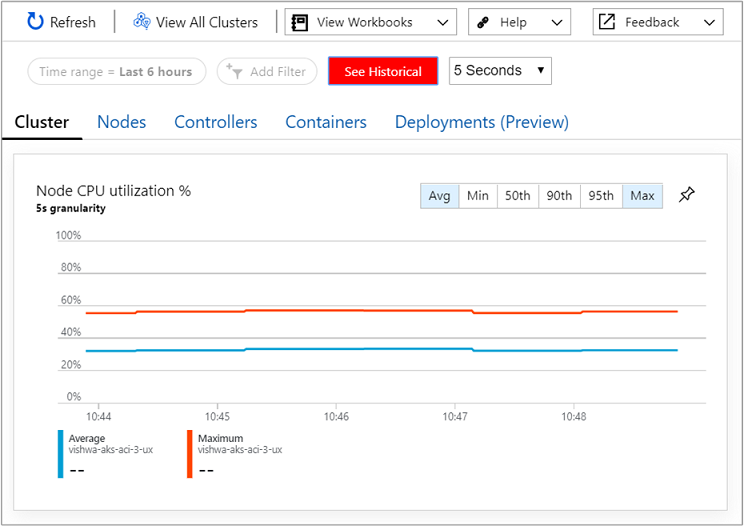 Refresh View All Clusters View Workbooks Help Feedback
Time range = Last 6 hours Add Filter See Historical 5 Seconds
Cluster Nodes Controllers Containers Deployments (Preview)
Node CPU utilization %
5s granularity
Avg Min 50th 90th 95th Max
100%
80%
60%
40%
20%
0%
10:44 10:45 10:46 10:47 10:48
Average Maximum
vishwa-aks-aci-3-ux vishwa-aks-aci-3-ux
-- --